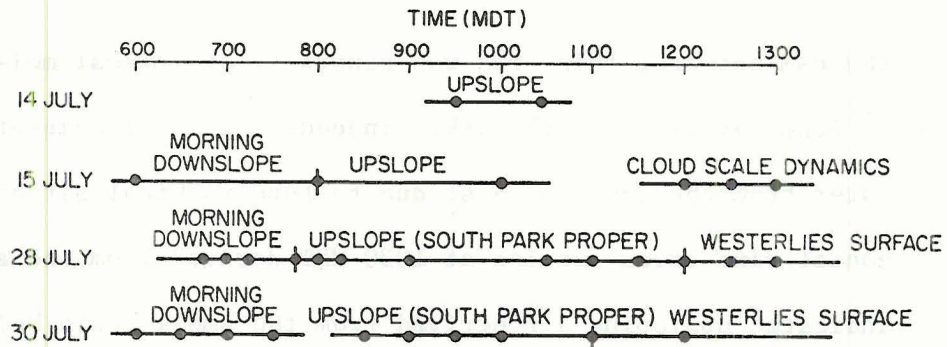 TIME (MDT)
600 700 800 900 1000 1100 1200 1300
14 JULY UPSLOPE
MORNING
DOWNSLOPE UPSLOPE CLOUD SCALE DYNAMICS
15 JULY
MORNING
DOWNSLOPE UPSLOPE (SOUTH PARK PROPER) WESTERLIES SURFACE
28 JULY
MORNING
DOWNSLOPE UPSLOPE (SOUTH PARK PROPER) WESTERLIES SURFACE
30 JULY